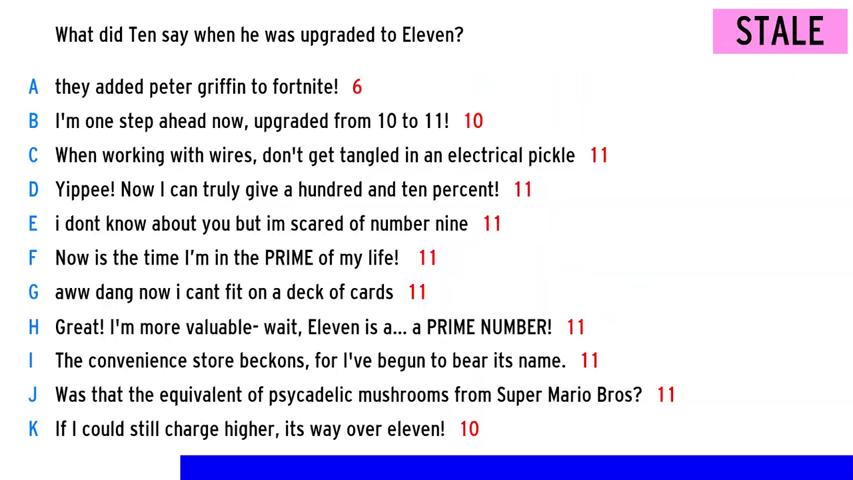 What did Ten say when he was upgraded to Eleven?
STALE
A they added peter griffin to fortnite! 6
B I'm one step ahead now, upgraded from 10 to 11! 10
C When working with wires, don't get tangled in an electrical pickle 11
D Yippee! Now I can truly give a hundred and ten percent! 11
E i dont know about you but im scared of number nine 11
F Now is the time I'm in the PRIME of my life! 11
G aww dang now i cant fit on a deck of cards 11
H Great! I'm more valuable- wait, Eleven is a... a PRIME NUMBER! 11
I The convenience store beckons, for I've begun to bear its name. 11
J Was that the equivalent of psycadelic mushrooms from Super Mario Bros? 11
K If I could still charge higher, its way over eleven! 10